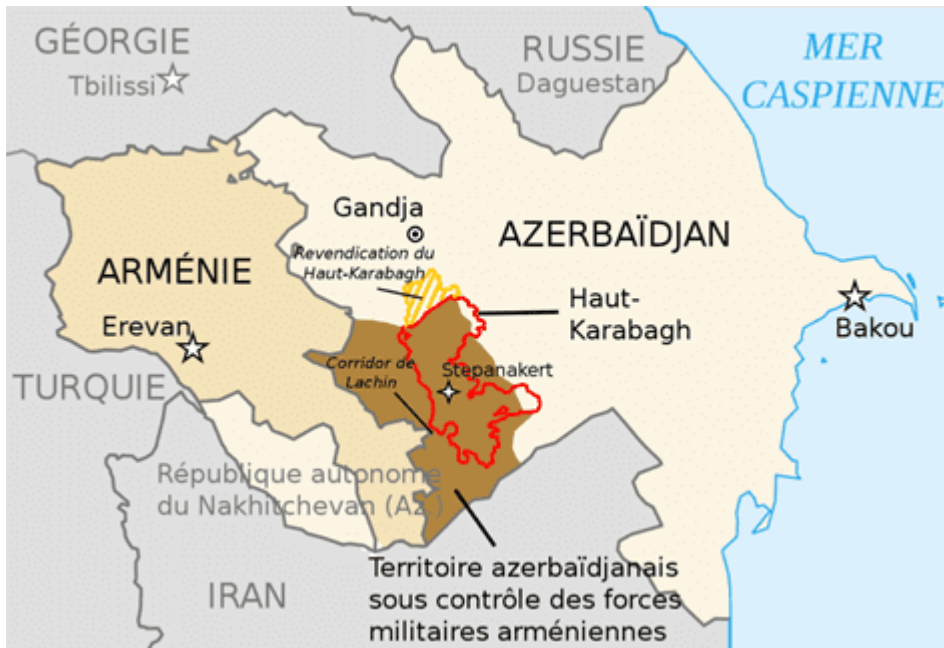 GÉORGIE
Tbilissi
RUSSIE
Daguestan
MER
CASPIENNE
Gandja
AZERBAÏDJAN
Revendication du
Haut-Karabagh
ARMÉNIE
Haut-
Karabagh
Erevan
Bakou
Corridor de
Lachin
Stepanakert
TURQUIE
République autonome
du Nakhitchevan (Az.)
Territoire azerbaïdjanais
sous contrôle des forces
militaires arméniennes
IRAN